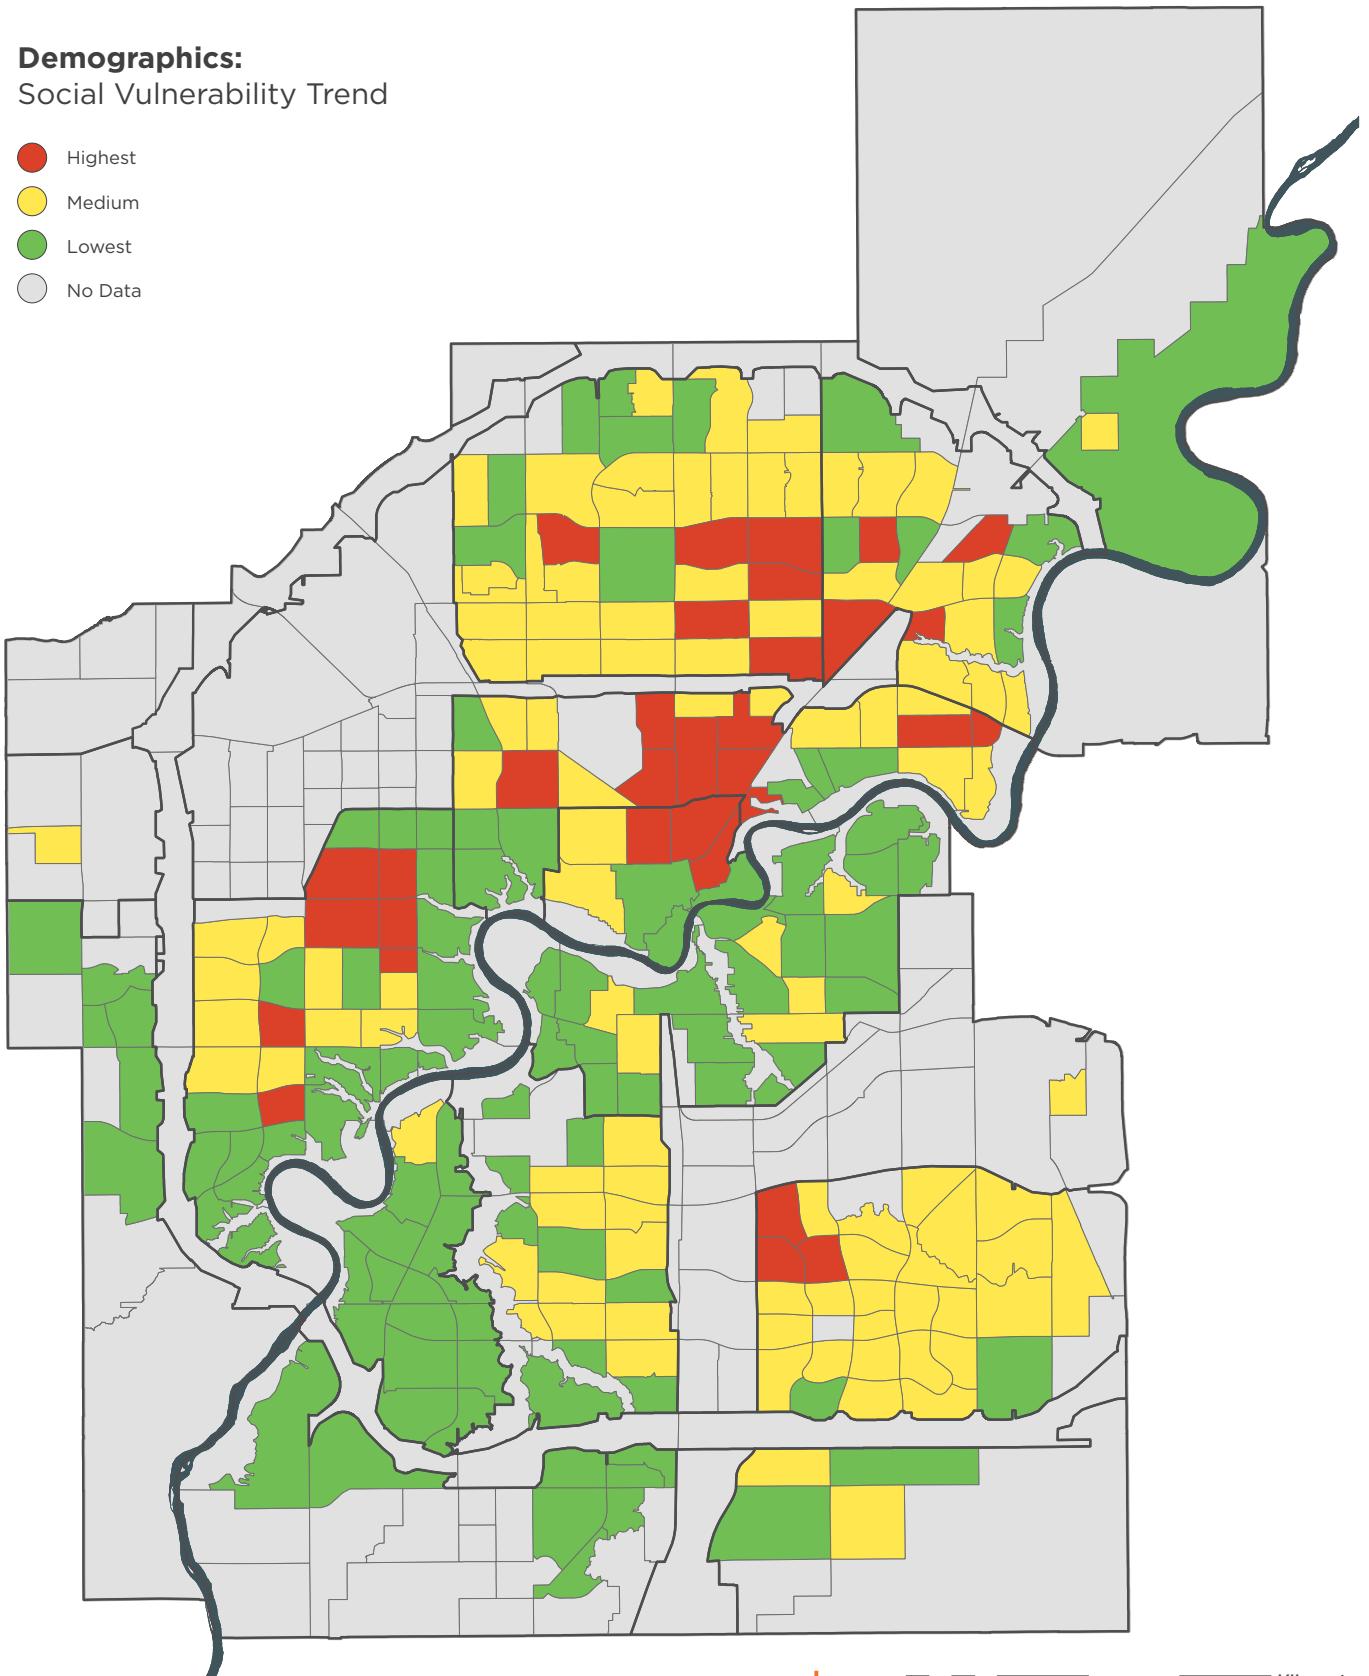 Demographics:
Social Vulnerability Trend
Highest
Medium
Lowest
No Data